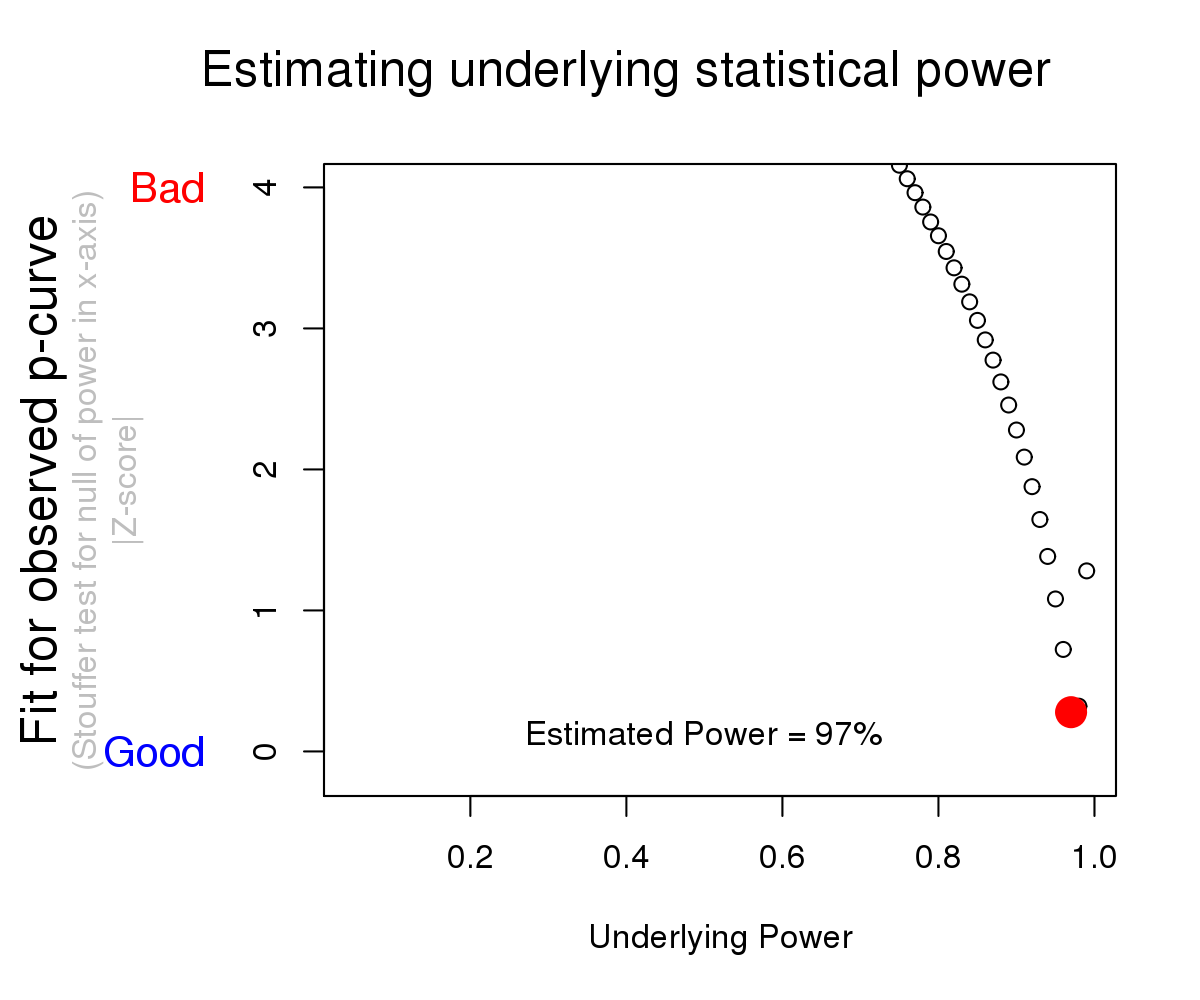 Estimating underlying statistical power
Bad
Good
Fit for observed p-curve
(Stouffer test for null of power in x-axis)
|Z-score|
4
3
2
1
0
Estimated Power = 97%
0.2 0.4 0.6 0.8 1.0
Underlying Power